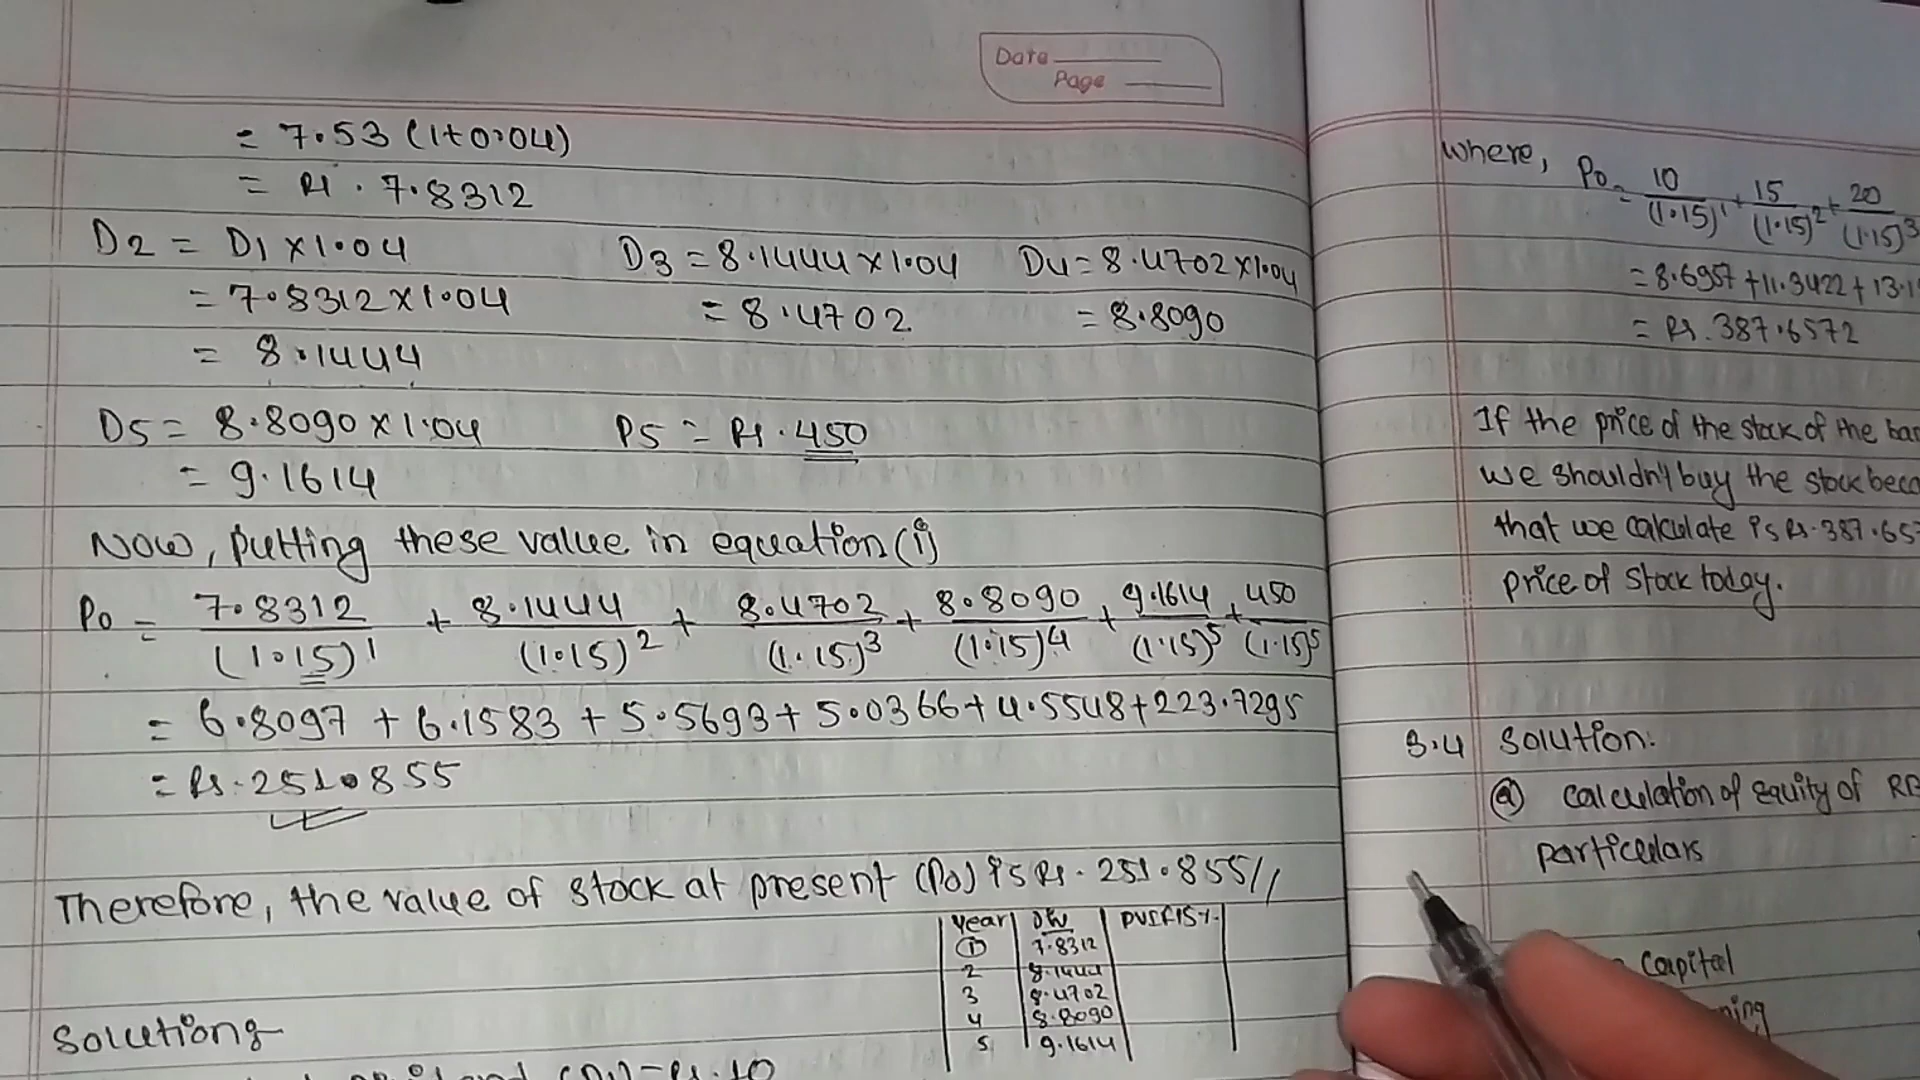 Date
Page
= 7.53 (1+0.04)
= Rs. 7.8312
D2 = D1 x 1.04
= 7.8312 x 1.04
= 8.1444
D3 = 8.1444 x 1.04
= 8.4702
D4 = 8.4702 x 1.04
= 8.8090
D5 = 8.8090 x 1.04
= 9.1614
P5 = Rs. 450
Now, putting these value in equation (i)
P0 = 7.8312/(1.15)^1 + 8.1444/(1.15)^2 + 8.4702/(1.15)^3 + 8.8090/(1.15)^4 + 9.1614/(1.15)^5 + 450/(1.15)^5
= 6.8097 + 6.1583 + 5.5693 + 5.0366 + 4.5548 + 223.7295
= Rs. 251.855
Therefore, the value of stock at present (P0) is Rs. 251.855//
year Div PVIF15%
1 7.8312
2 8.1444
3 8.4702
4 8.8090
5 9.1614
Solution:
= Rs. 10
where, P0 = 10/(1.15)^1 + 15/(1.15)^2 + 20/(1.15)^3
= 8.6957 + 11.3422 + 13.1
= Rs. 387.6572
If the price of the stock of the
we shouldn't buy the stock
that we calculate is Rs. 387.65
price of stock today.
3.4 Solution:
(a) calculation of equity of
particulars
capital